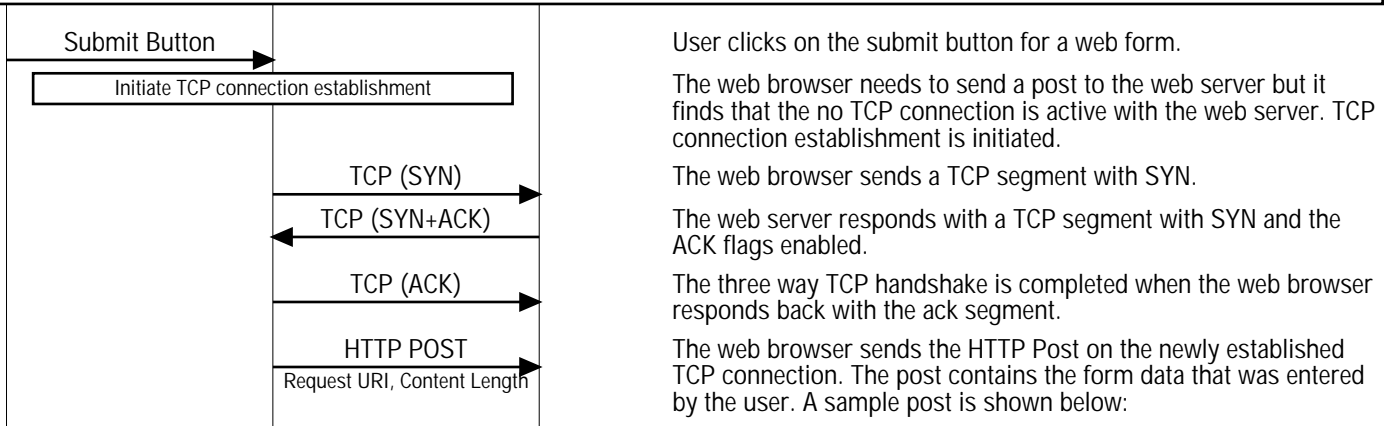 Submit Button
User clicks on the submit button for a web form.
Initiate TCP connection establishment
The web browser needs to send a post to the web server but it
finds that the no TCP connection is active with the web server. TCP
connection establishment is initiated.
TCP (SYN)
The web browser sends a TCP segment with SYN.
TCP (SYN+ACK)
The web server responds with a TCP segment with SYN and the
ACK flags enabled.
TCP (ACK)
The three way TCP handshake is completed when the web browser
responds back with the ack segment.
HTTP POST
Request URI, Content Length
The web browser sends the HTTP Post on the newly established
TCP connection. The post contains the form data that was entered
by the user. A sample post is shown below: